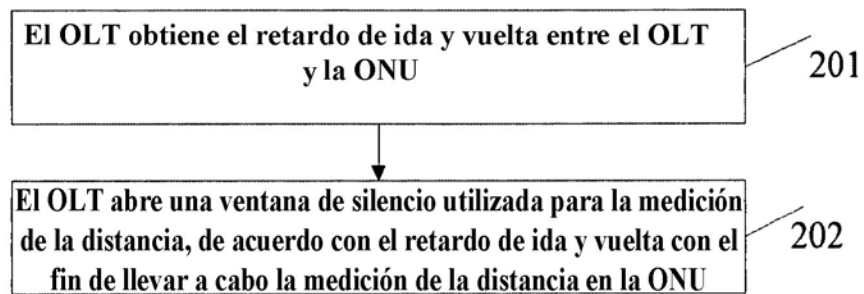 El OLT obtiene el retardo de ida y vuelta entre el OLT
y la ONU
201
El OLT abre una ventana de silencio utilizada para la medición
de la distancia, de acuerdo con el retardo de ida y vuelta con el
fin de llevar a cabo la medición de la distancia en la ONU
202